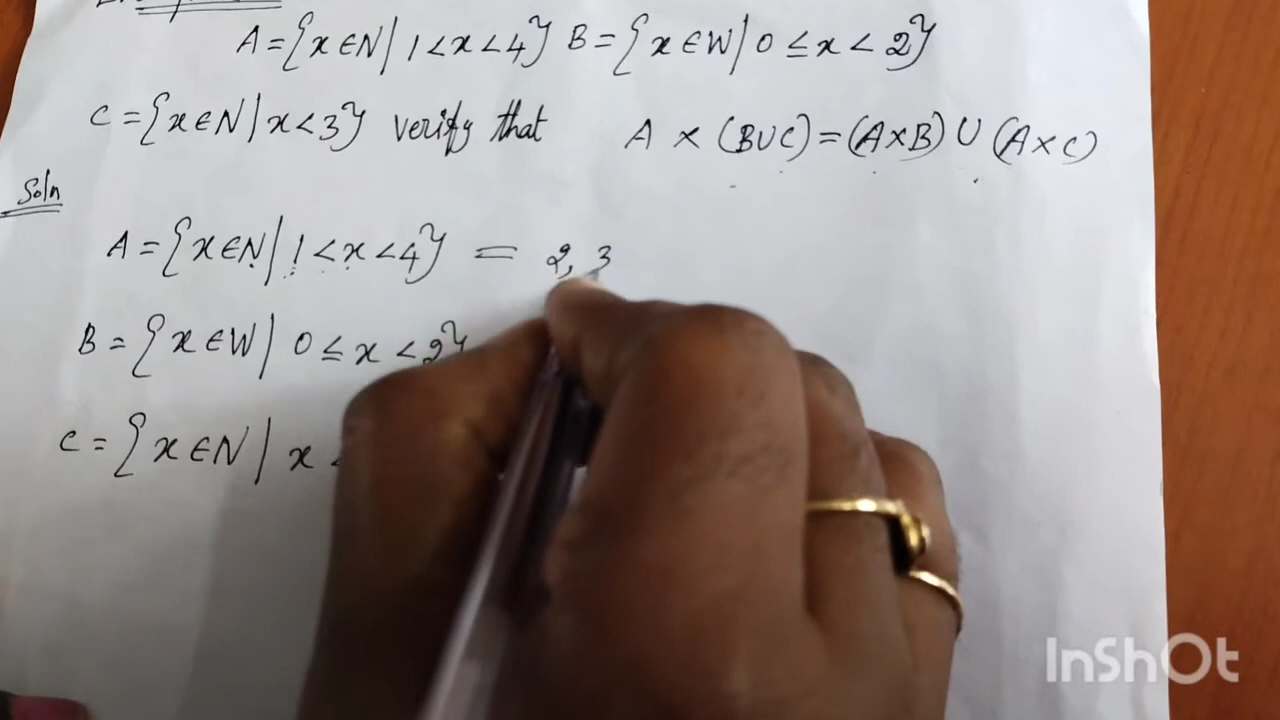 A = {x ∈ N | 1 < x < 4} B = {x ∈ W | 0 ≤ x < 2}
C = {x ∈ N | x < 3} verify that A × (B∪C) = (A×B) ∪ (A×C)
Soln
A = {x ∈ N | 1 < x < 4} = 2, 3
B = {x ∈ W | 0 ≤ x < 2}
C = {x ∈ N | x <
InShOt